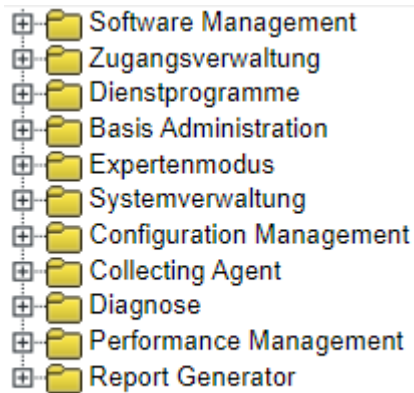 Software Management
Zugangsverwaltung
Dienstprogramme
Basis Administration
Expertenmodus
Systemverwaltung
Configuration Management
Collecting Agent
Diagnose
Performance Management
Report Generator